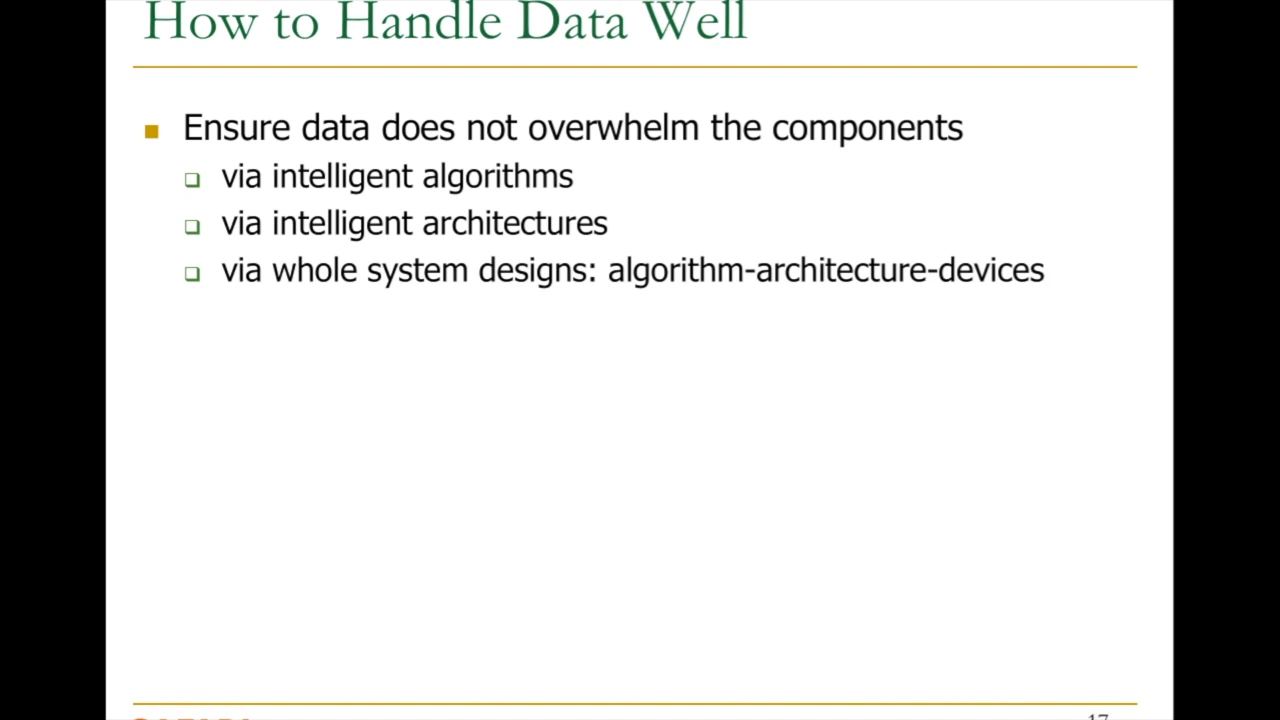 How to Handle Data Well
Ensure data does not overwhelm the components
via intelligent algorithms
via intelligent architectures
via whole system designs: algorithm-architecture-devices
17